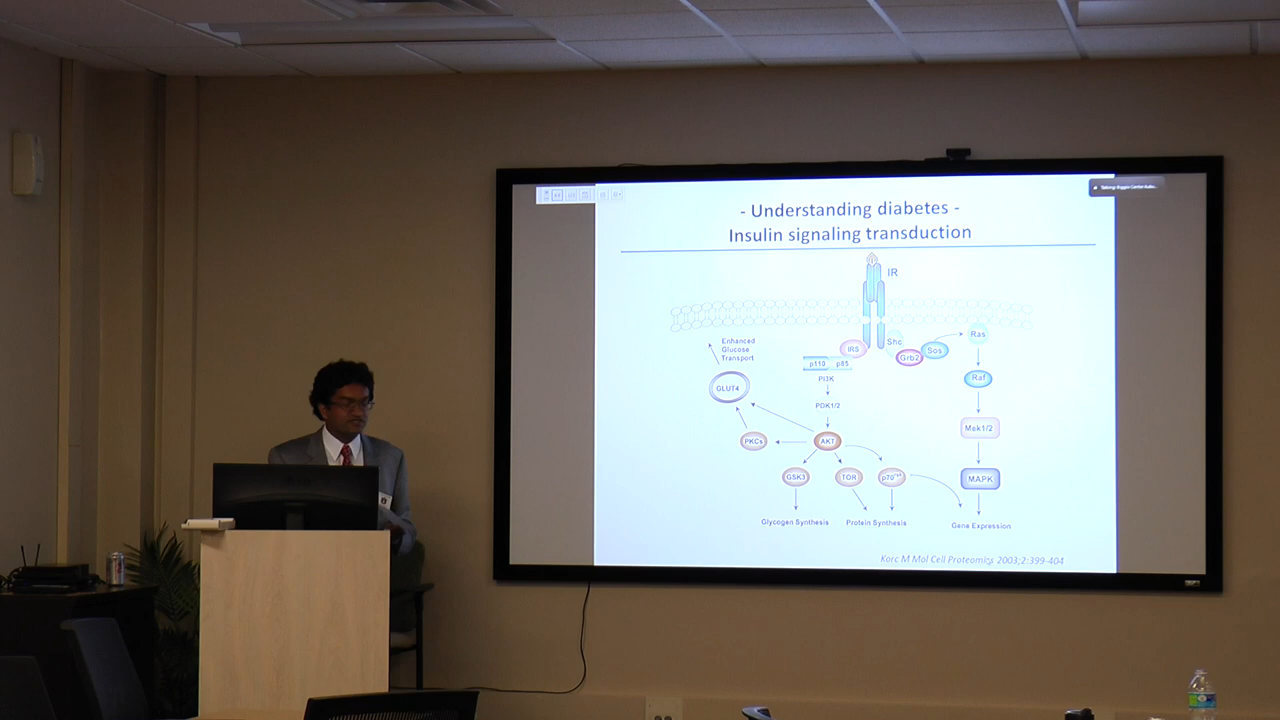 - Understanding diabetes -
Insulin signaling transduction
IR
Enhanced
Glucose
Transport
IRS
Shc
Grb2
Sos
Ras
p110
p85
PI3K
Raf
GLUT4
PDK1/2
Mek1/2
PKCs
AKT
GSK3
TOR
MAPK
Glycogen Synthesis
Protein Synthesis
Gene Expression
Korc M Mol Cell Proteomics 2003;2:399-404